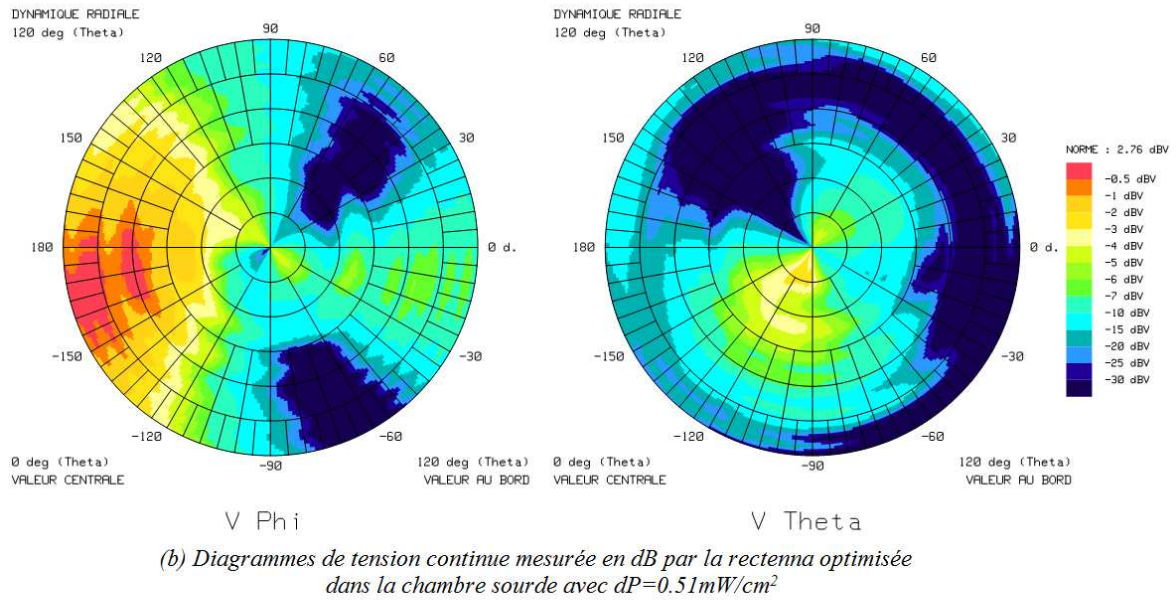 DYNAMIQUE RADIALE
120 deg (Theta)
90
120
60
150
30
180
0 d.
-150
-30
-120
-60
-90
0 deg (Theta)
VALEUR CENTRALE
120 deg (Theta)
VALEUR AU BORD
V Phi
DYNAMIQUE RADIALE
120 deg (Theta)
90
120
60
150
30
180
0 d.
-150
-30
-120
-60
-90
0 deg (Theta)
VALEUR CENTRALE
120 deg (Theta)
VALEUR AU BORD
V Theta
NORME : 2.76 dBV
-0.5 dBV
-1 dBV
-2 dBV
-3 dBV
-4 dBV
-5 dBV
-7 dBV
-10 dBV
-15 dBV
-20 dBV
-25 dBV
-30 dBV
(b) Diagrammes de tension continue mesurée en dB par la rectenna optimisée
dans la chambre sourde avec dP=0.51mW/cm²